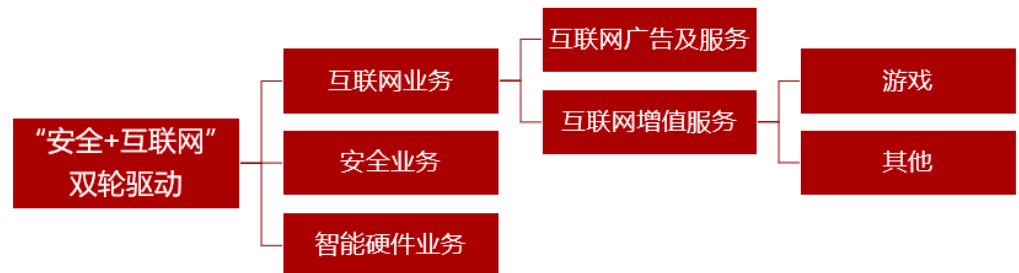 “安全+互联网”
双轮驱动
互联网业务
安全业务
智能硬件业务
互联网广告及服务
互联网增值服务
游戏
其他